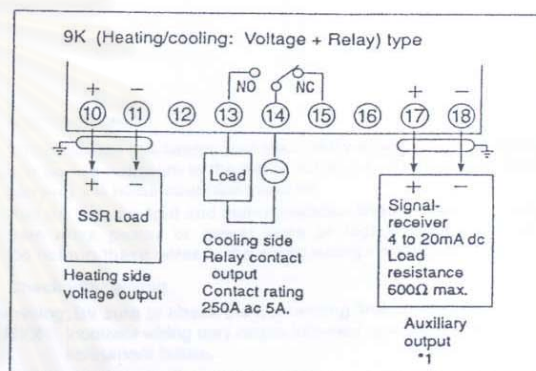 9K (Heating/cooling: Voltage + Relay) type
+ − NO NC + −
10 11 12 13 14 15 16 17 18
+ − Load + −
SSR Load
Heating side
voltage output
Cooling side
Relay contact
output
Contact rating
250A ac 5A.
Signal-
receiver
4 to 20mA dc
Load
resistance
600Ω max.
Auxiliary
output
*1